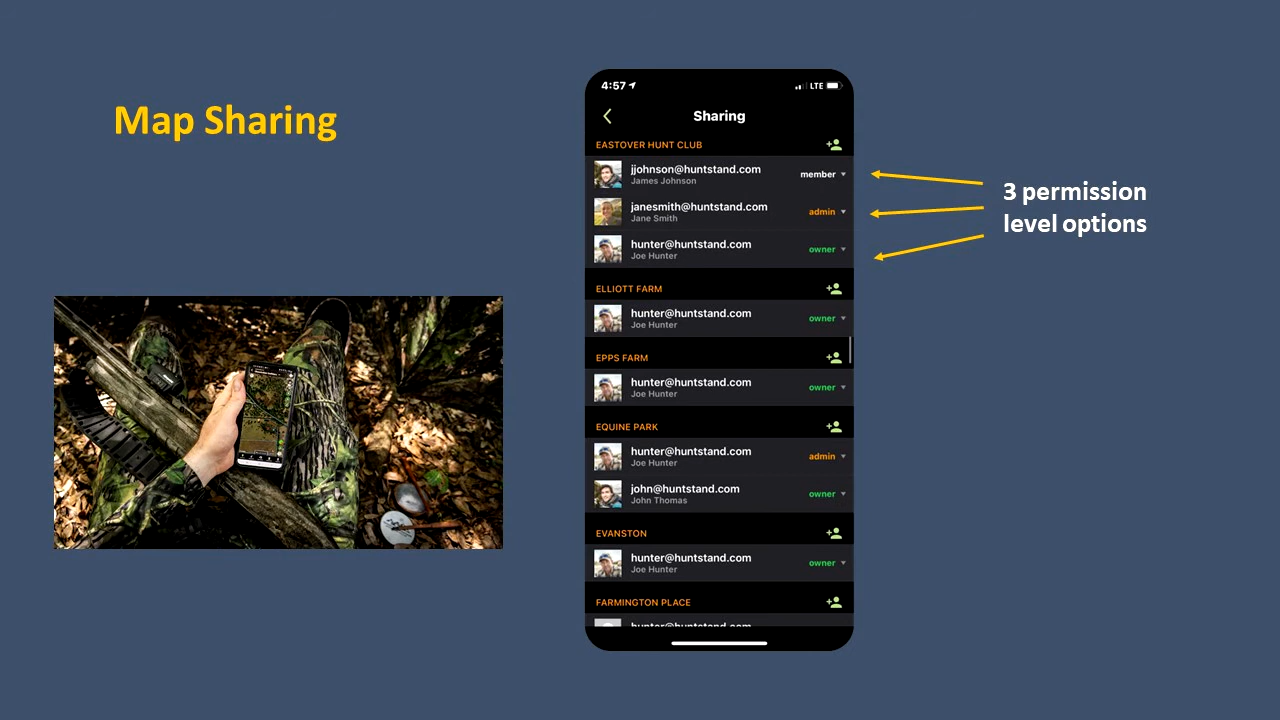 Map Sharing
4:57
LTE
Sharing
EASTOVER HUNT CLUB
jjohnson@huntstand.com
James Johnson
member
janesmith@huntstand.com
Jane Smith
admin
hunter@huntstand.com
Joe Hunter
owner
ELLIOTT FARM
hunter@huntstand.com
Joe Hunter
owner
EPPS FARM
hunter@huntstand.com
Joe Hunter
owner
EQUINE PARK
hunter@huntstand.com
Joe Hunter
admin
john@huntstand.com
John Thomas
owner
EVANSTON
hunter@huntstand.com
Joe Hunter
owner
FARMINGTON PLACE
hunter@huntstand.com
3 permission
level options